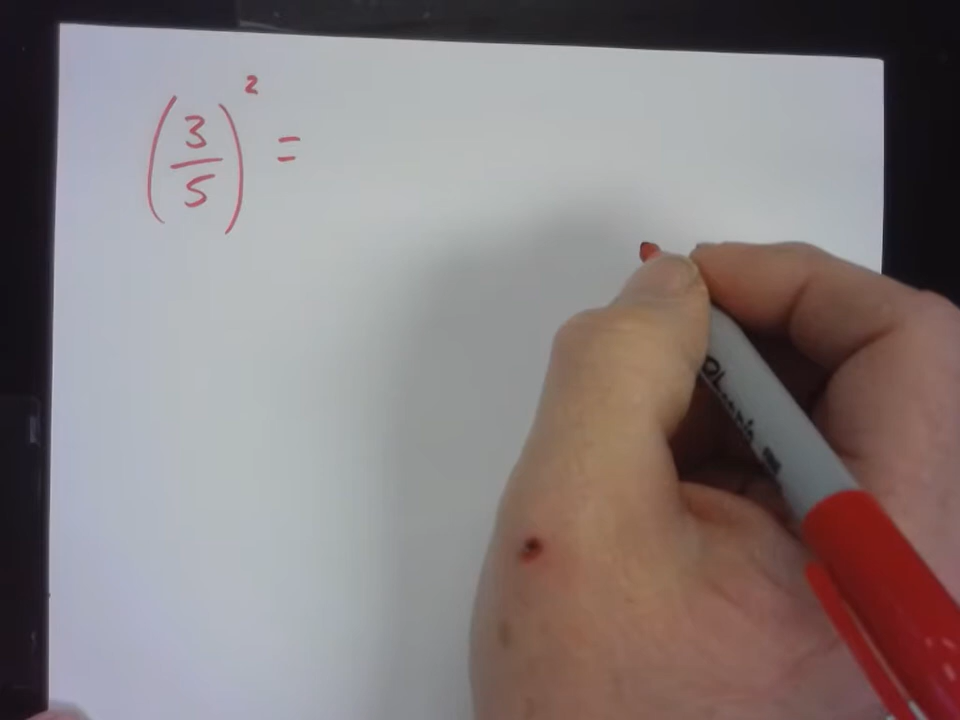 (3/5)² =